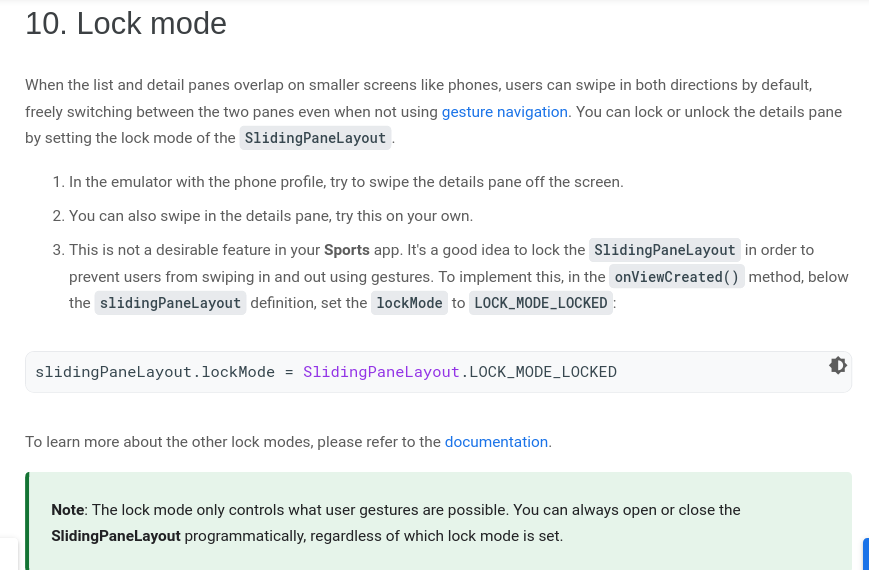 10. Lock mode
When the list and detail panes overlap on smaller screens like phones, users can swipe in both directions by default,
freely switching between the two panes even when not using gesture navigation. You can lock or unlock the details pane
by setting the lock mode of the SlidingPaneLayout.
1. In the emulator with the phone profile, try to swipe the details pane off the screen.
2. You can also swipe in the details pane, try this on your own.
3. This is not a desirable feature in your Sports app. It's a good idea to lock the SlidingPaneLayout in order to
prevent users from swiping in and out using gestures. To implement this, in the onViewCreated() method, below
the slidingPaneLayout definition, set the lockMode to LOCK_MODE_LOCKED:
slidingPaneLayout.lockMode = SlidingPaneLayout.LOCK_MODE_LOCKED
To learn more about the other lock modes, please refer to the documentation.
Note: The lock mode only controls what user gestures are possible. You can always open or close the
SlidingPaneLayout programmatically, regardless of which lock mode is set.